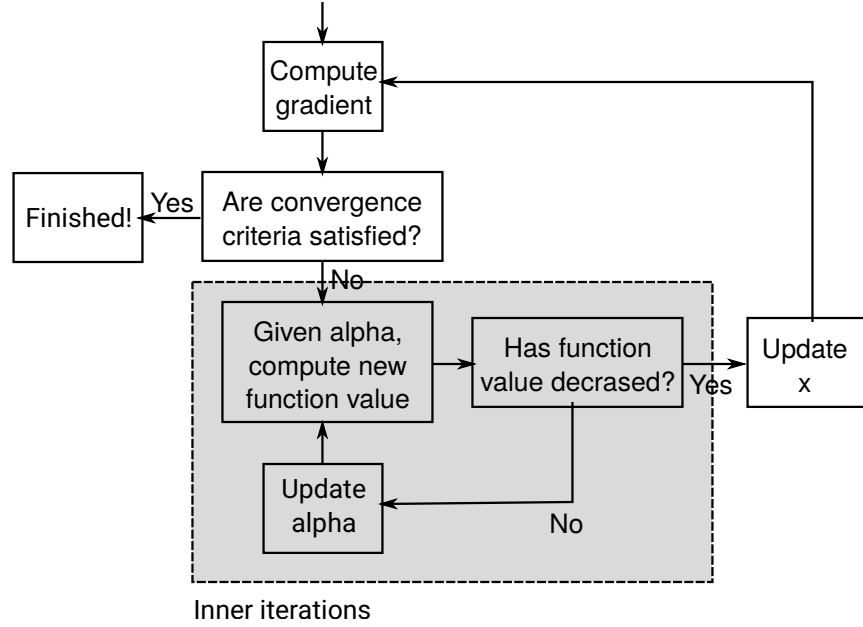 Compute
gradient
Are convergence
criteria satisfied?
Yes
Finished!
No
Given alpha,
compute new
function value
Has function
value decrased?
Yes
Update
x
No
Update
alpha
Inner iterations